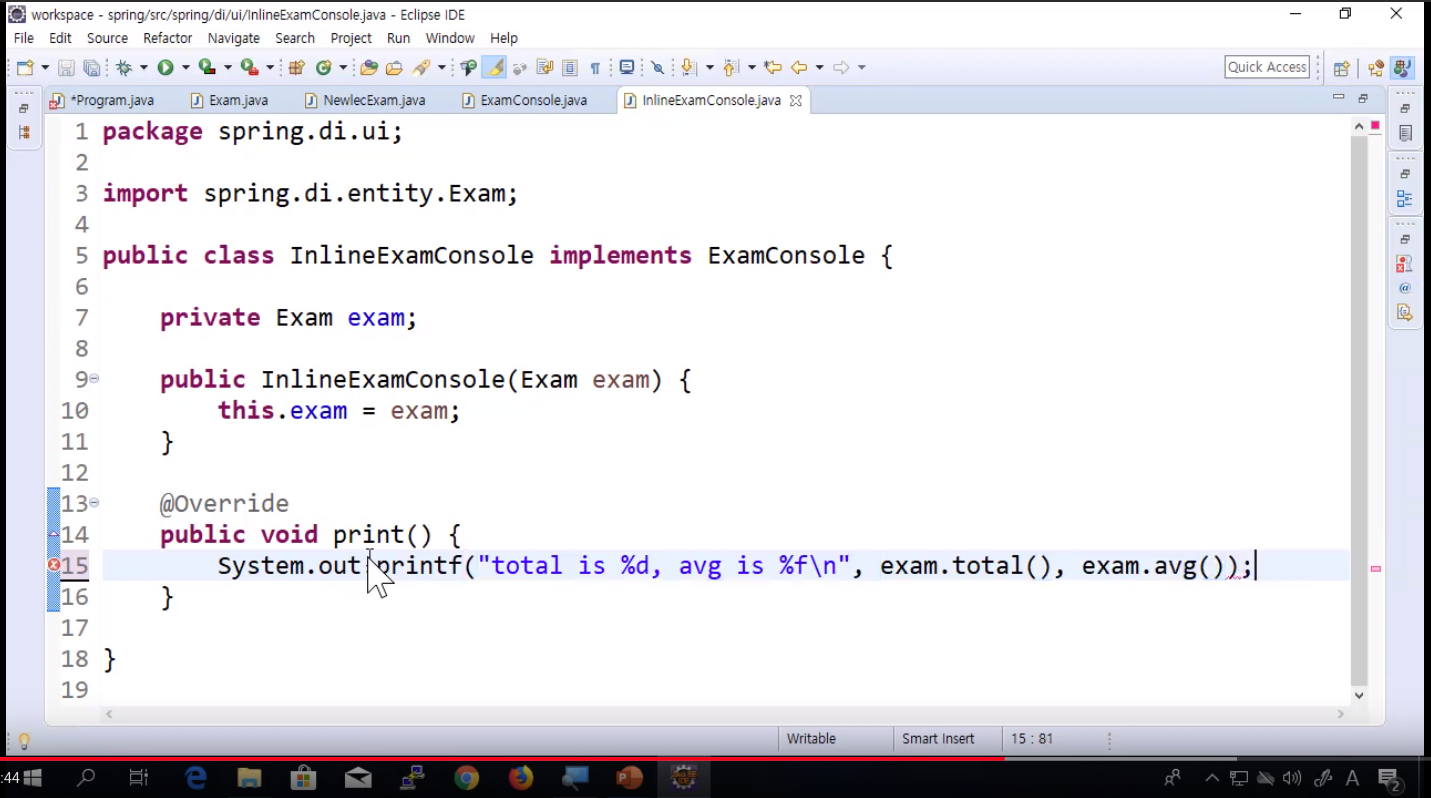 workspace - spring/src/spring/di/ui/InlineExamConsole.java - Eclipse IDE
File Edit Source Refactor Navigate Search Project Run Window Help
Quick Access
*Program.java Exam.java NewlecExam.java ExamConsole.java InlineExamConsole.java
1 package spring.di.ui;
2
3 import spring.di.entity.Exam;
4
5 public class InlineExamConsole implements ExamConsole {
6
7 private Exam exam;
8
9 public InlineExamConsole(Exam exam) {
10 this.exam = exam;
11 }
12
13 @Override
14 public void print() {
15 System.out.printf("total is %d, avg is %f\n", exam.total(), exam.avg());
16 }
17
18 }
19
Writable Smart Insert 15 : 81
:44
A
2